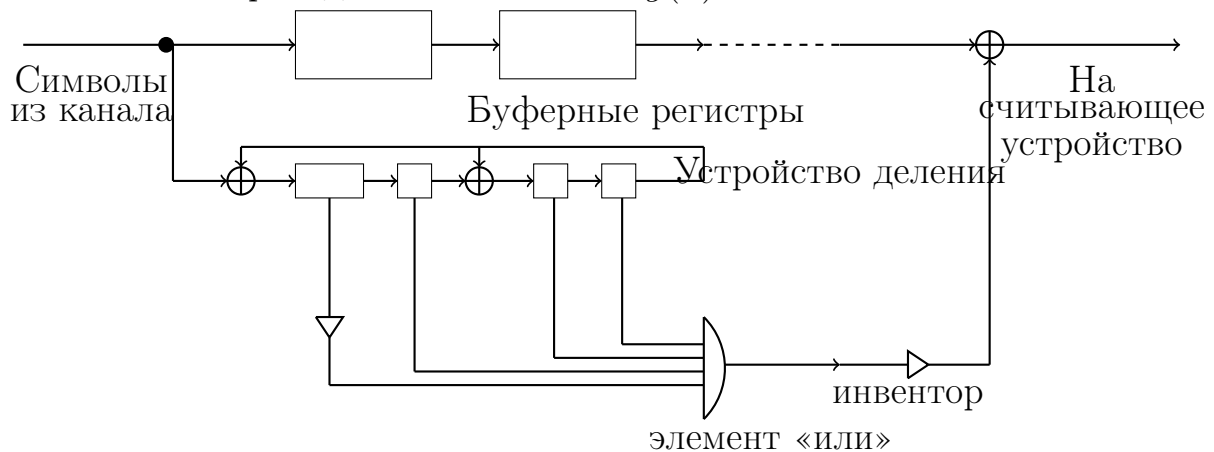 Символы
из канала
Буферные регистры
На
считывающее
устройство
Устройство деления
инвентор
элемент «или»